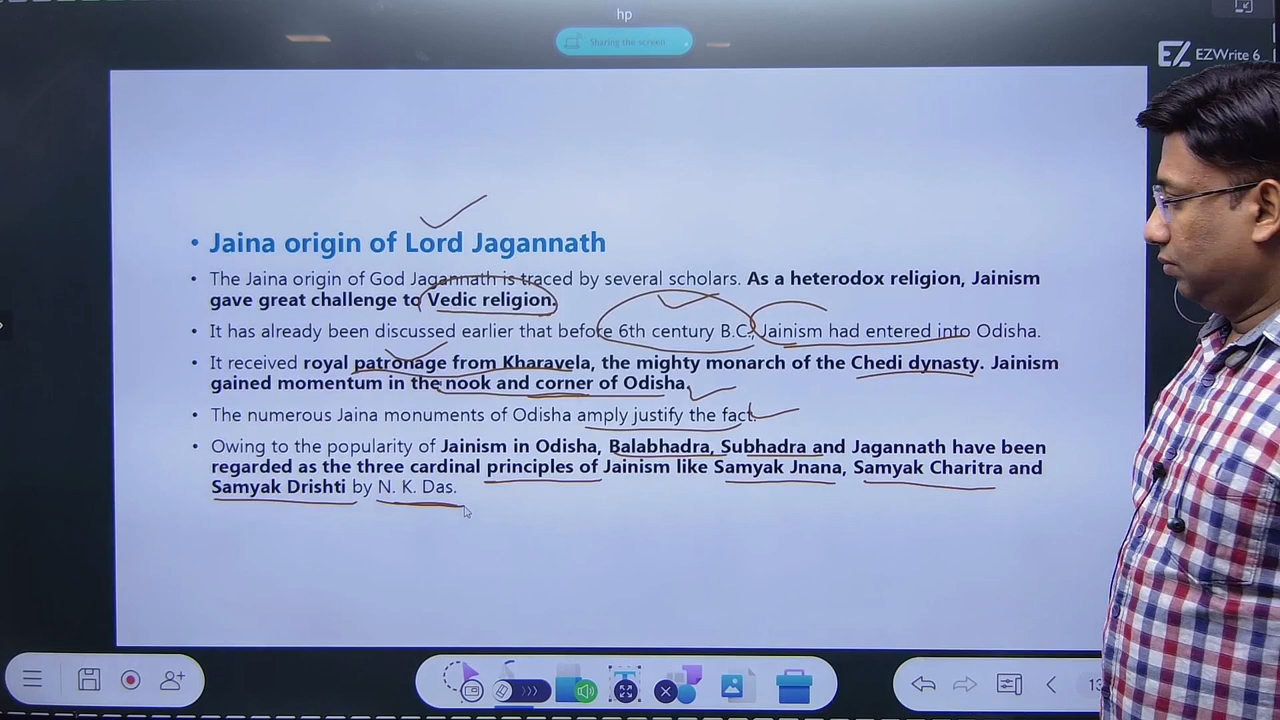 hp
Sharing the screen
EZ EZWrite 6
• Jaina origin of Lord Jagannath
• The Jaina origin of God Jagannath is traced by several scholars. As a heterodox religion, Jainism
gave great challenge to Vedic religion.
• It has already been discussed earlier that before 6th century B.C., Jainism had entered into Odisha.
• It received royal patronage from Kharavela, the mighty monarch of the Chedi dynasty. Jainism
gained momentum in the nook and corner of Odisha.
• The numerous Jaina monuments of Odisha amply justify the fact.
• Owing to the popularity of Jainism in Odisha, Balabhadra, Subhadra and Jagannath have been
regarded as the three cardinal principles of Jainism like Samyak Jnana, Samyak Charitra and
Samyak Drishti by N. K. Das.